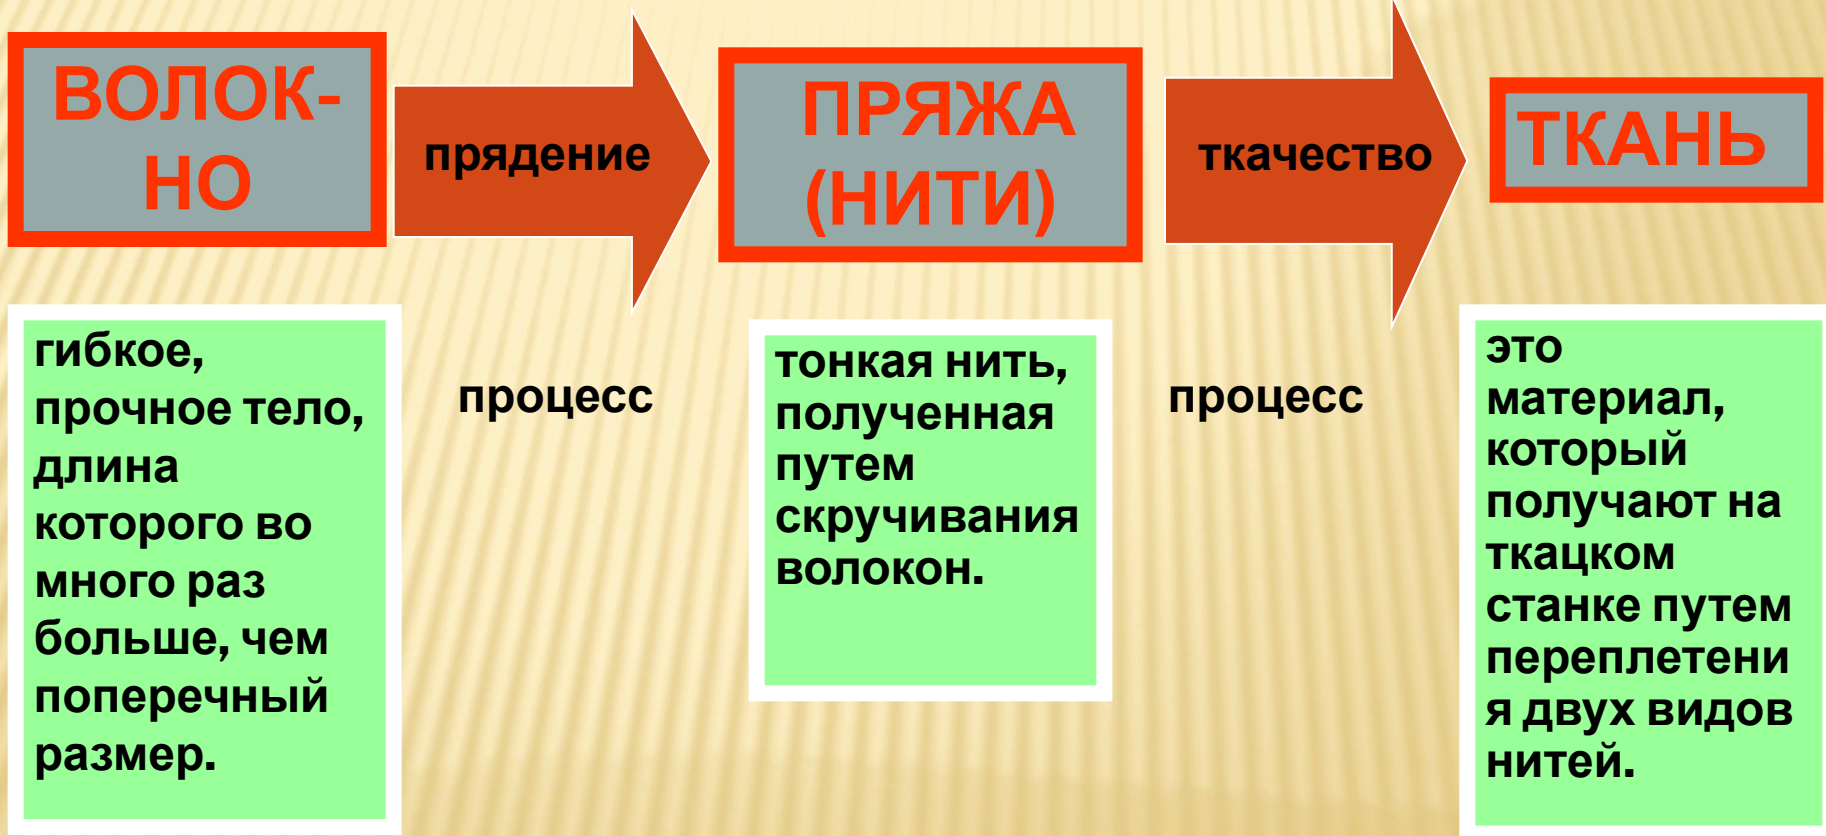 ВОЛОК-
НО
прядение
ПРЯЖА
(НИТИ)
ткачество
ТКАНЬ
гибкое,
прочное тело,
длина
которого во
много раз
больше, чем
поперечный
размер.
процесс
тонкая нить,
полученная
путем
скручивания
волокон.
процесс
это
материал,
который
получают на
ткацком
станке путем
переплетени
я двух видов
нитей.